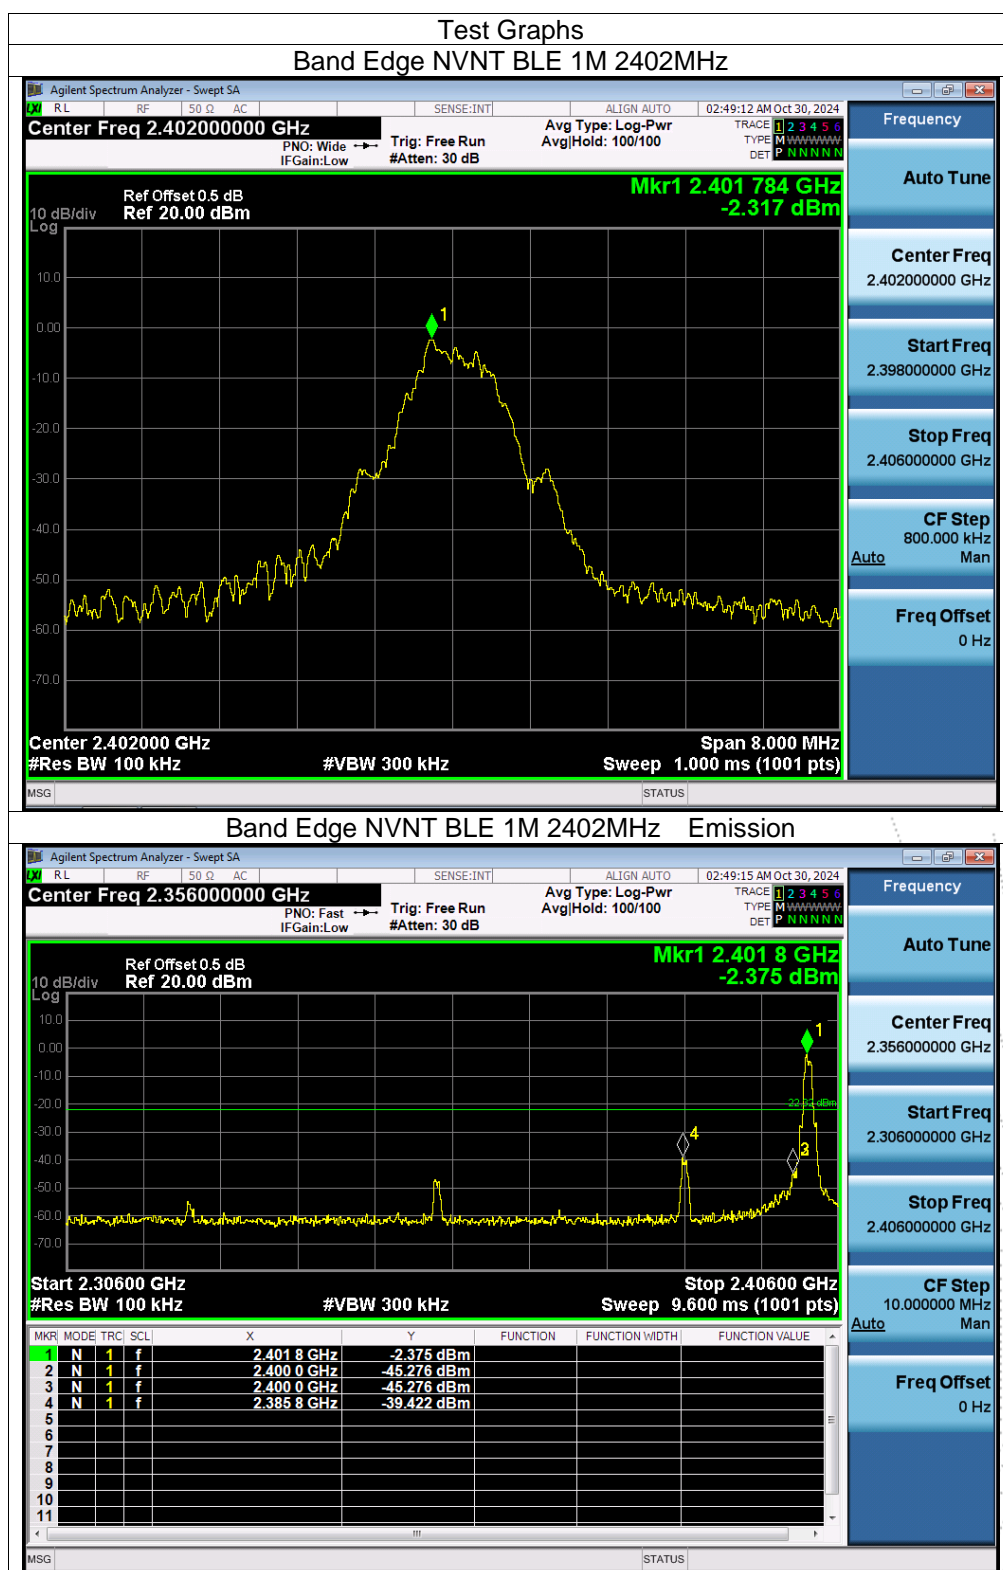 Test Graphs
Band Edge NVNT BLE 1M 2402MHz
Agilent Spectrum Analyzer - Swept SA
LXI RL RF 50 Ω AC SENSE:INT ALIGN AUTO 02:49:12 AM Oct 30, 2024
Center Freq 2.402000000 GHz
PNO: Wide
IFGain:Low
Trig: Free Run
#Atten: 30 dB
Avg Type: Log-Pwr
Avg|Hold: 100/100
TRACE 1 2 3 4 5 6
TYPE M WWWWW
DET P N N N N N
Frequency
Auto Tune
Center Freq
2.402000000 GHz
Start Freq
2.398000000 GHz
Stop Freq
2.406000000 GHz
CF Step
800.000 kHz
Auto Man
Freq Offset
0 Hz
Mkr1 2.401 784 GHz
-2.317 dBm
Ref Offset 0.5 dB
10 dB/div Ref 20.00 dBm
Log
10.0
0.00
-10.0
-20.0
-30.0
-40.0
-50.0
-60.0
-70.0
1
Center 2.402000 GHz Span 8.000 MHz
#Res BW 100 kHz #VBW 300 kHz Sweep 1.000 ms (1001 pts)
MSG STATUS
Band Edge NVNT BLE 1M 2402MHz Emission
Agilent Spectrum Analyzer - Swept SA
LXI RL RF 50 Ω AC SENSE:INT ALIGN AUTO 02:49:15 AM Oct 30, 2024
Center Freq 2.356000000 GHz
PNO: Fast
IFGain:Low
Trig: Free Run
#Atten: 30 dB
Avg Type: Log-Pwr
Avg|Hold: 100/100
TRACE 1 2 3 4 5 6
TYPE M WWWWW
DET P N N N N N
Frequency
Auto Tune
Center Freq
2.356000000 GHz
Start Freq
2.306000000 GHz
Stop Freq
2.406000000 GHz
CF Step
10.000000 MHz
Auto Man
Freq Offset
0 Hz
Mkr1 2.401 8 GHz
-2.375 dBm
Ref Offset 0.5 dB
10 dB/div Ref 20.00 dBm
Log
10.0
0.00
-10.0
-20.0
-30.0
-40.0
-50.0
-60.0
-70.0
1
4
Start 2.30600 GHz Stop 2.40600 GHz
#Res BW 100 kHz #VBW 300 kHz Sweep 9.600 ms (1001 pts)
MKR MODE TRC SCL X Y FUNCTION FUNCTION WIDTH FUNCTION VALUE
1 N 1 f 2.401 8 GHz -2.375 dBm
2 N 1 f 2.400 0 GHz -45.276 dBm
3 N 1 f 2.400 0 GHz -45.276 dBm
4 N 1 f 2.385 8 GHz -39.422 dBm
5
6
7
8
9
10
11
MSG STATUS